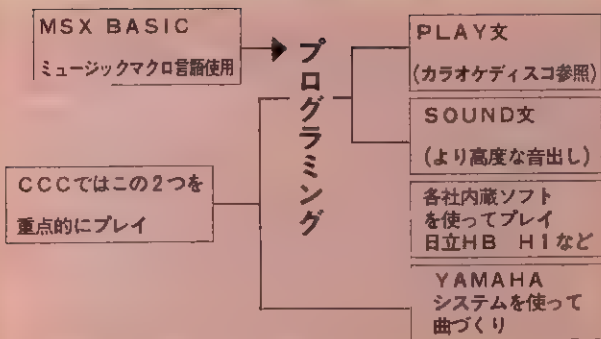 MSX BASIC
ミュージックマクロ言語使用
プログラミング
PLAY文
(カラオケディスコ参照)
SOUND文
(より高度な音出し)
CCCではこの2つを
重点的にプレイ
各社内蔵ソフト
を使ってプレイ
日立HB H1など
YAMAHA
システムを使って
曲づくり